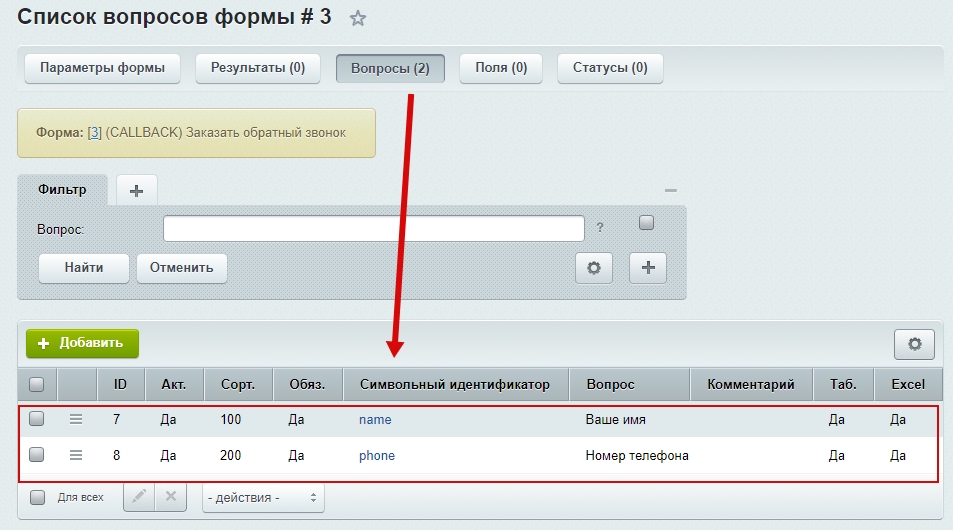 Список вопросов формы # 3
Параметры формы Результаты (0) Вопросы (2) Поля (0) Статусы (0)
Форма: [3] (CALLBACK) Заказать обратный звонок
Фильтр
Вопрос: ?
Найти Отменить
Добавить
ID Акт. Сорт. Обяз. Символьный идентификатор Вопрос Комментарий Таб. Excel
7 Да 100 Да name Ваше имя Да Да
8 Да 200 Да phone Номер телефона Да Да
Для всех - действия -